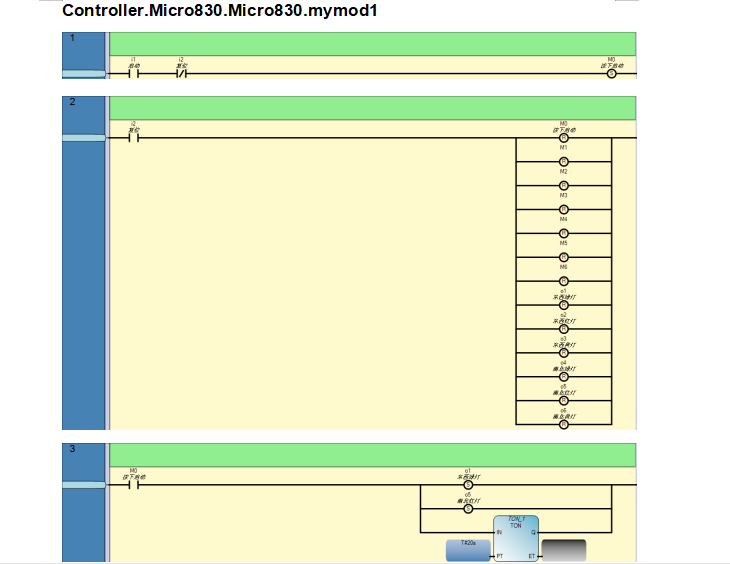 Controller.Micro830.Micro830.mymod1
1
i1
启动
i2
复位
M0
按下启动
S
2
i2
复位
M0
按下启动
R
M1
R
M2
R
M3
R
M4
R
M5
R
M6
R
o1
东西绿灯
R
o2
东西红灯
R
o3
东西黄灯
R
o4
南北绿灯
R
o5
南北红灯
R
o6
南北黄灯
R
3
M0
按下启动
o1
东西绿灯
S
o5
南北红灯
S
TON_1
TON
IN
Q
T#20s
PT
ET